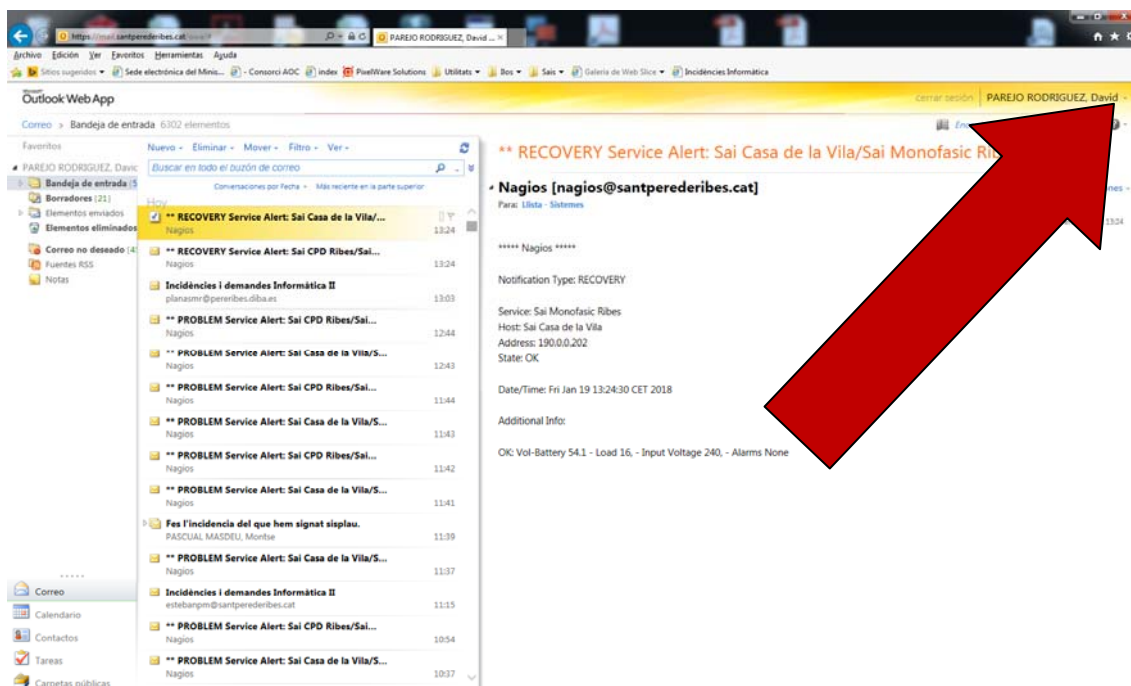 https://mail.santperederibes.cat/owa/#
PAREJO RODRIGUEZ, David ...
Archivo Edición Ver Favoritos Herramientas Ayuda
Sitios sugeridos Sede electrónica del Minis... - Consorci AOC index PixelWare Solutions Utilitats Bos Sais Galería de Web Slice Incidències Informàtica
Microsoft
Outlook Web App
cerrar sesión PAREJO RODRIGUEZ, David
Correo > Bandeja de entrada 6302 elementos
Favoritos
PAREJO RODRIGUEZ, Davic
Bandeja de entrada (5
Borradores [21]
Elementos enviados
Elementos eliminados
Correo no deseado [4
Fuentes RSS
Notas
Correo
Calendario
Contactos
Tareas
Carpetas públicas
Nuevo Eliminar Mover Filtro Ver
Buscar en todo el buzón de correo
Conversaciones por Fecha Más reciente en la parte superior
Hoy
** RECOVERY Service Alert: Sai Casa de la Vila/...
Nagios 13:24
** RECOVERY Service Alert: Sai CPD Ribes/Sai...
Nagios 13:24
Incidències i demandes Informàtica II
planasmr@pereribes.diba.es 13:03
** PROBLEM Service Alert: Sai CPD Ribes/Sai...
Nagios 12:44
** PROBLEM Service Alert: Sai Casa de la Vila/S...
Nagios 12:43
** PROBLEM Service Alert: Sai CPD Ribes/Sai...
Nagios 11:44
** PROBLEM Service Alert: Sai Casa de la Vila/S...
Nagios 11:43
** PROBLEM Service Alert: Sai CPD Ribes/Sai...
Nagios 11:42
** PROBLEM Service Alert: Sai Casa de la Vila/S...
Nagios 11:41
Fes l'incidencia del que hem signat sisplau.
PASCUAL MASDEU, Montse 11:39
** PROBLEM Service Alert: Sai Casa de la Vila/S...
Nagios 11:37
Incidències i demandes Informàtica II
estebanpm@santperederibes.cat 11:15
** PROBLEM Service Alert: Sai CPD Ribes/Sai...
Nagios 10:54
** PROBLEM Service Alert: Sai Casa de la Vila/S...
Nagios 10:37
** RECOVERY Service Alert: Sai Casa de la Vila/Sai Monofasic
Nagios [nagios@santperederibes.cat]
Para: Llista - Sistemes
13:24
***** Nagios *****
Notification Type: RECOVERY
Service: Sai Monofasic Ribes
Host: Sai Casa de la Vila
Address: 190.0.0.202
State: OK
Date/Time: Fri Jan 19 13:24:30 CET 2018
Additional Info:
OK: Vol-Battery 54.1 - Load 16, - Input Voltage 240, - Alarms None